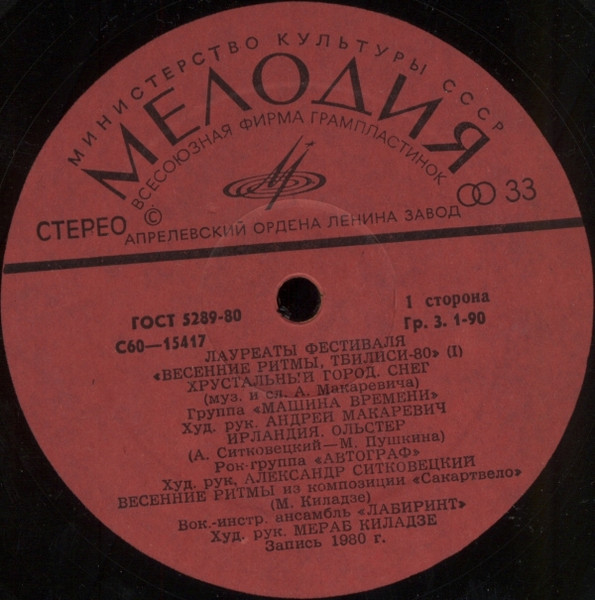 МИНИСТЕРСТВО КУЛЬТУРЫ СССР
МЕЛОДИЯ
ВСЕСОЮЗНАЯ ФИРМА ГРАМПЛАСТИНОК
СТЕРЕО © 33
АПРЕЛЕВСКИЙ ОРДЕНА ЛЕНИНА ЗАВОД
ГОСТ 5289-80 1 сторона
С60—15417 Гр. 3. 1-90
ЛАУРЕАТЫ ФЕСТИВАЛЯ
«ВЕСЕННИЕ РИТМЫ, ТБИЛИСИ-80» (I)
ХРУСТАЛЬНЫЙ ГОРОД. СНЕГ
(муз. и сл. А. Макаревича)
Группа «МАШИНА ВРЕМЕНИ»
Худ. рук. АНДРЕЙ МАКАРЕВИЧ
ИРЛАНДИЯ. ОЛЬСТЕР
(А. Ситковецкий—М. Пушкина)
Рок-группа «АВТОГРАФ»
Худ. рук. АЛЕКСАНДР СИТКОВЕЦКИЙ
ВЕСЕННИЕ РИТМЫ из композиции «Сакартвело»
(М. Киладзе)
Вок.-инстр. ансамбль «ЛАБИРИНТ»
Худ. рук. МЕРАБ КИЛАДЗЕ
Запись 1980 г.